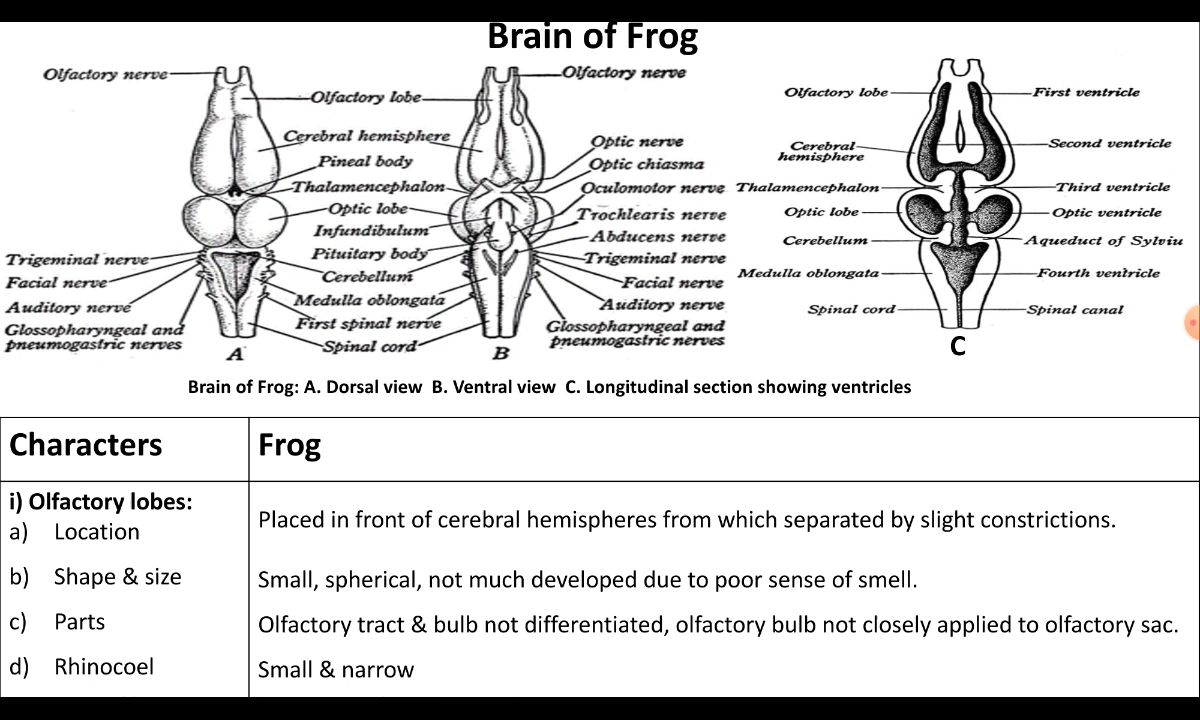 Brain of Frog
Olfactory nerve
Olfactory lobe
Cerebral hemisphere
Pineal body
Thalamencephalon
Optic lobe
Infundibulum
Pituitary body
Cerebellum
Medulla oblongata
First spinal nerve
Spinal cord
Trigeminal nerve
Facial nerve
Auditory nerve
Glossopharyngeal and
pneumogastric nerves
A
Olfactory nerve
Optic nerve
Optic chiasma
Oculomotor nerve
Trochlearis nerve
Abducens nerve
Trigeminal nerve
Facial nerve
Auditory nerve
Glossopharyngeal and
pneumogastric nerves
B
Olfactory lobe
Cerebral
hemisphere
Thalamencephalon
Optic lobe
Cerebellum
Medulla oblongata
Spinal cord
First ventricle
Second ventricle
Third ventricle
Optic ventricle
Aqueduct of Sylviu
Fourth ventricle
Spinal canal
C
Brain of Frog: A. Dorsal view B. Ventral view C. Longitudinal section showing ventricles
Characters
Frog
i) Olfactory lobes:
a) Location
Placed in front of cerebral hemispheres from which separated by slight constrictions.
b) Shape & size
Small, spherical, not much developed due to poor sense of smell.
c) Parts
Olfactory tract & bulb not differentiated, olfactory bulb not closely applied to olfactory sac.
d) Rhinocoel
Small & narrow